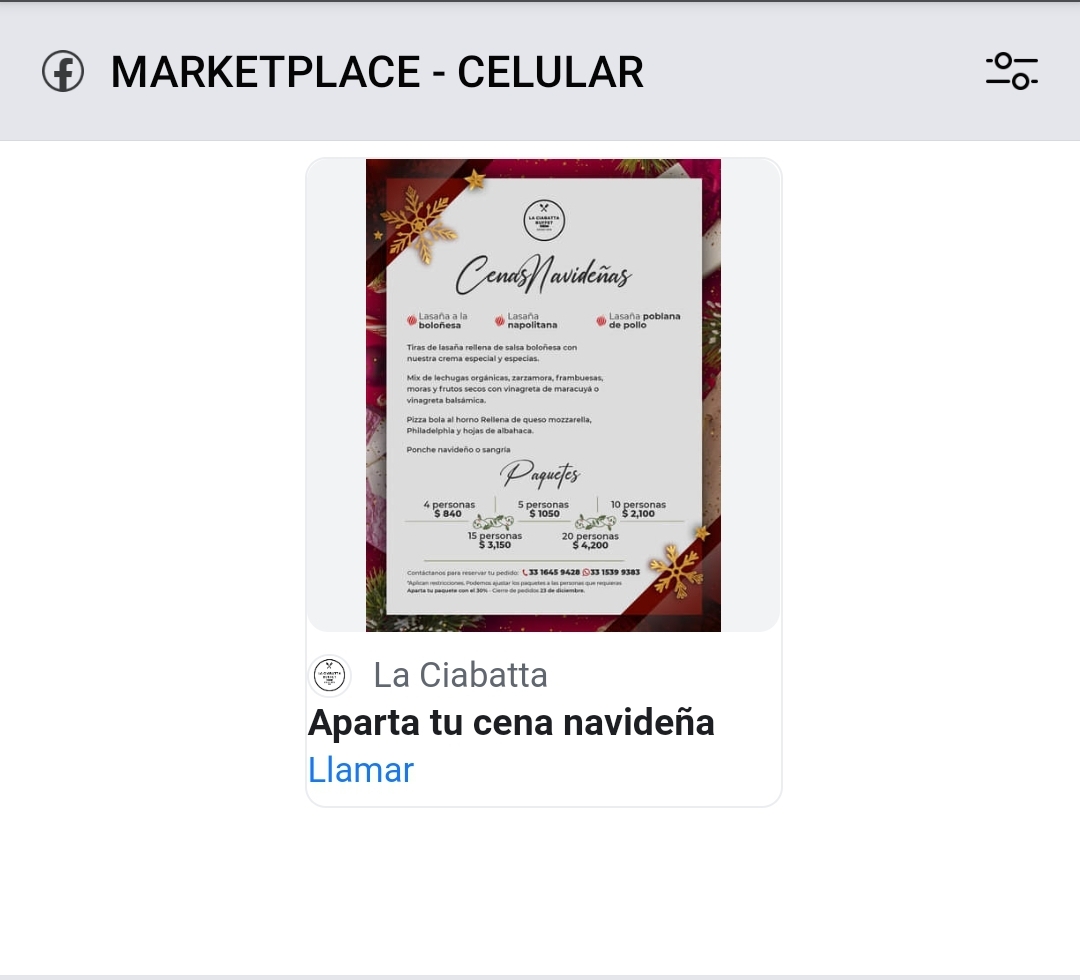 MARKETPLACE - CELULAR
LA CIABATTA
BUFFET
Cenas Navideñas
Lasaña a la boloñesa
Lasaña napolitana
Lasaña poblana de pollo
Tiras de lasaña rellena de salsa boloñesa con
nuestra crema especial y especias.
Mix de lechugas orgánicas, zarzamora, frambuesas,
moras y frutos secos con vinagreta de maracuyá o
vinagreta balsámica.
Pizza bola al horno Rellena de queso mozzarella,
Philadelphia y hojas de albahaca.
Ponche navideño o sangría
Paquetes
4 personas
$ 840
5 personas
$ 1050
10 personas
$ 2,100
15 personas
$ 3,150
20 personas
$ 4,200
Contáctanos para reservar tu pedido: 33 1645 9428 33 1539 9383
*Aplican restricciones. Podemos ajustar los paquetes a las personas que requieras
Aparta tu paquete con el 30% - Cierre de pedidos 23 de diciembre.
La Ciabatta
Aparta tu cena navideña
Llamar